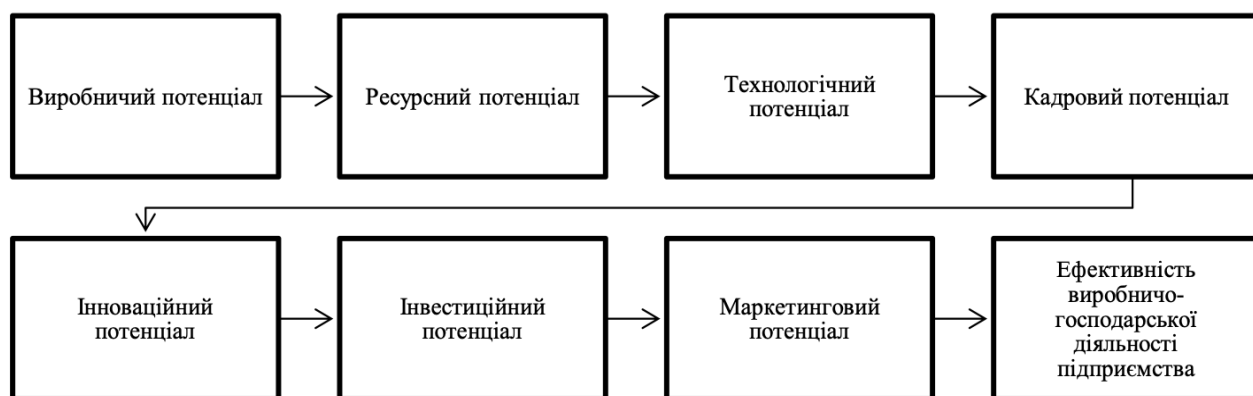 Виробничий потенціал
Ресурсний потенціал
Технологічний
потенціал
Кадровий потенціал
Інноваційний
потенціал
Інвестиційний
потенціал
Маркетинговий
потенціал
Ефективність
виробничо-
господарської
діяльності
підприємства